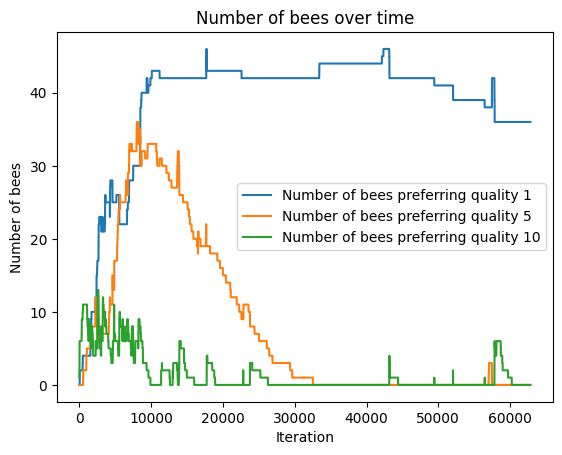 Number of bees over time
Number of bees
40
30
20
10
0
Number of bees preferring quality 1
Number of bees preferring quality 5
Number of bees preferring quality 10
0 10000 20000 30000 40000 50000 60000
Iteration